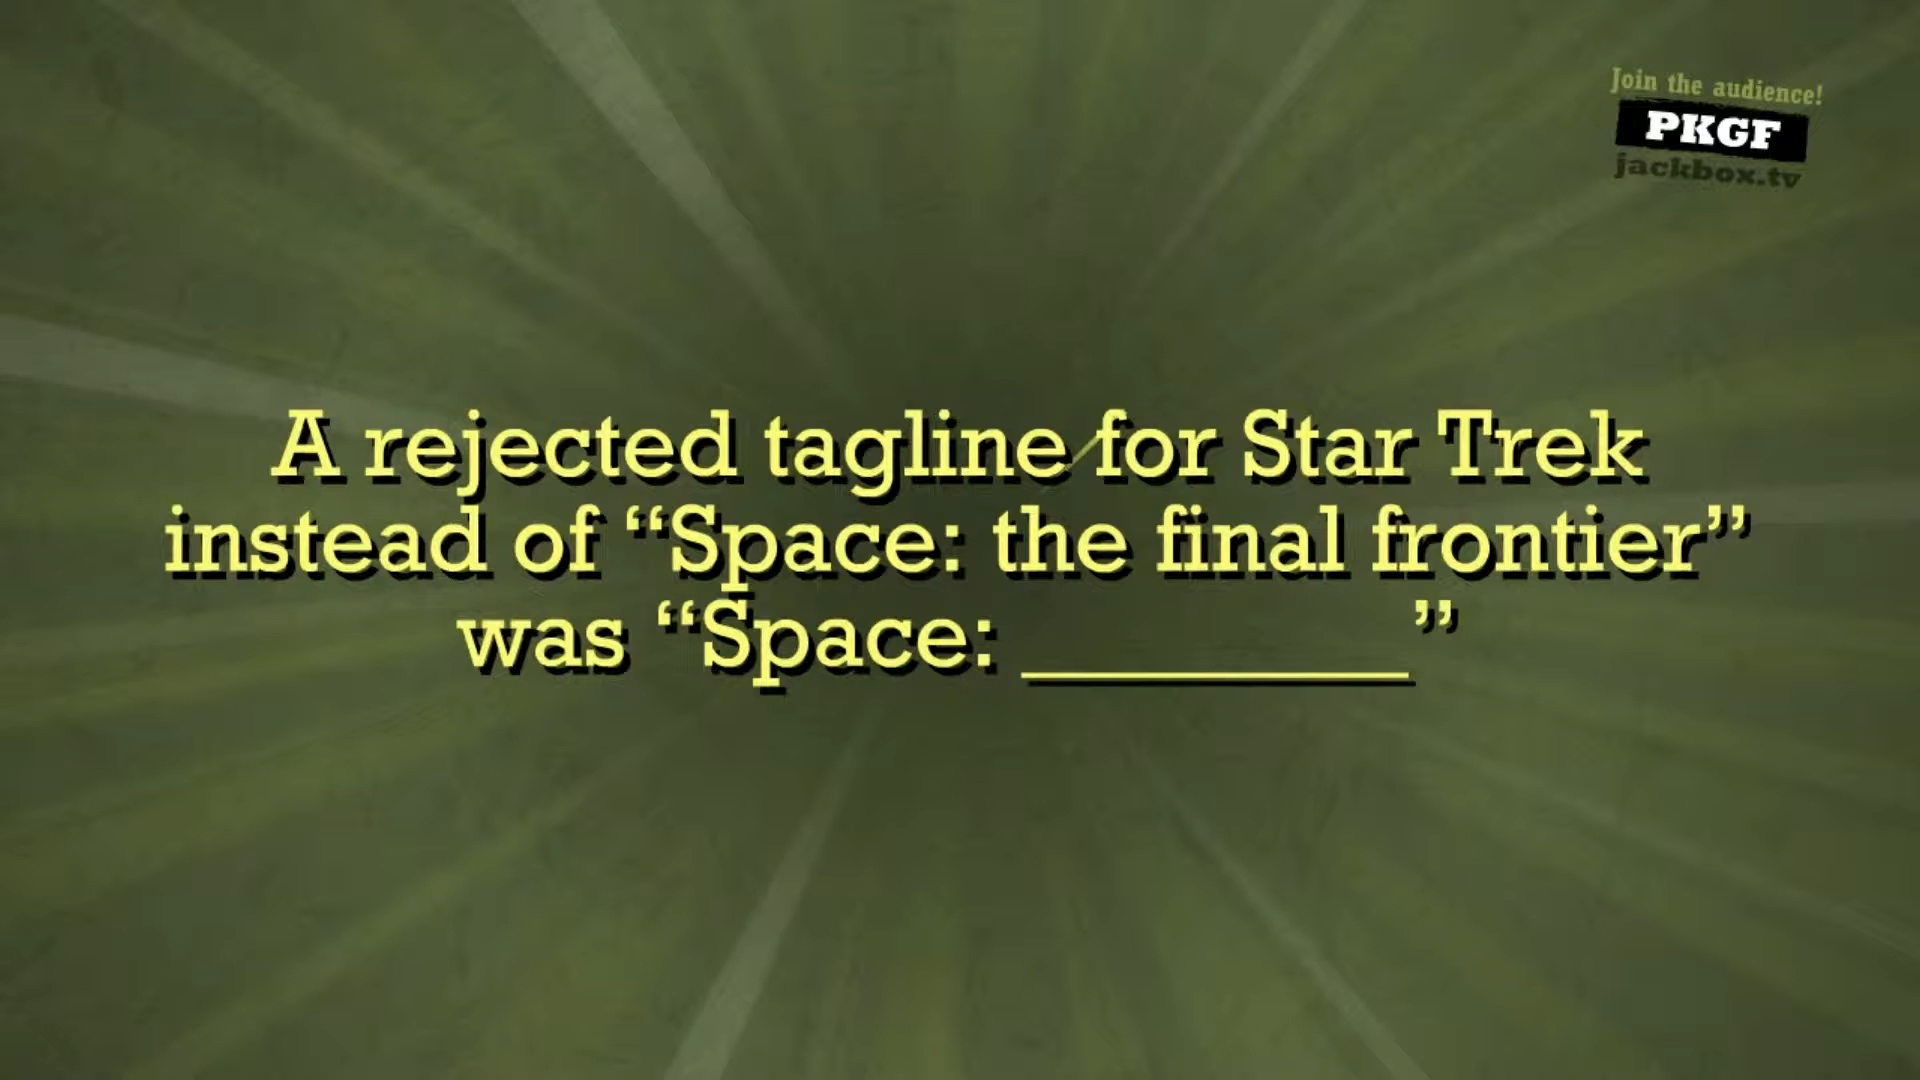 Join the audience!
PKGF
jackbox.tv
A rejected tagline for Star Trek
instead of “Space: the final frontier”
was “Space: ________”